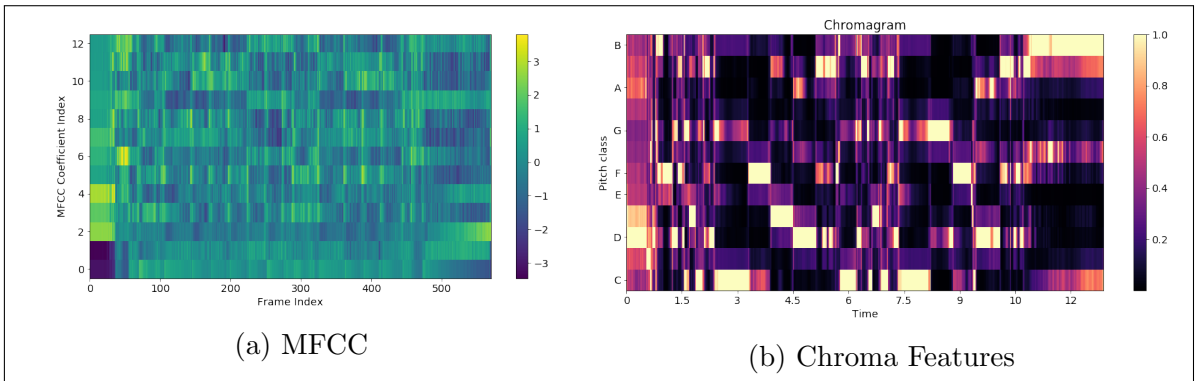 12
10
8
6
4
2
0
MFCC Coefficient Index
0 100 200 300 400 500
Frame Index
3
2
1
0
−1
−2
−3
(a) MFCC
Chromagram
B
A
G
F
E
D
C
Pitch class
0 1.5 3 4.5 6 7.5 9 10 12
Time
1.0
0.8
0.6
0.4
0.2
(b) Chroma Features